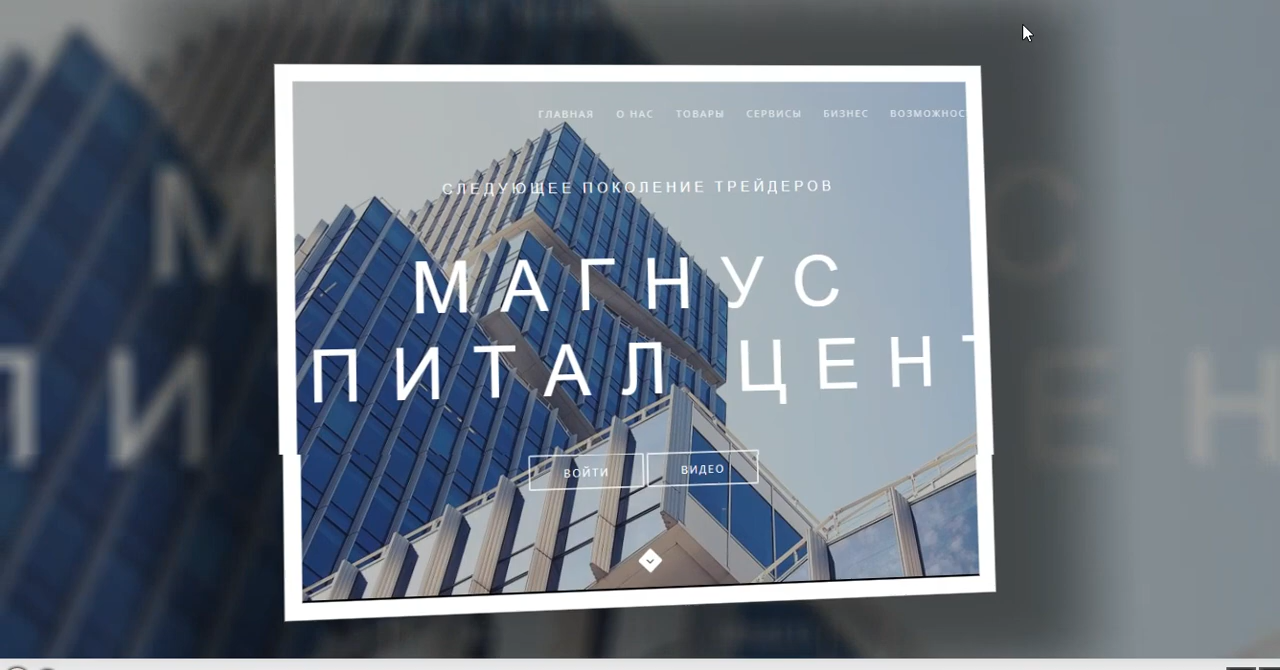 ГЛАВНАЯ О НАС ТОВАРЫ СЕРВИСЫ БИЗНЕС ВОЗМОЖНОС
СЛЕДУЮЩЕЕ ПОКОЛЕНИЕ ТРЕЙДЕРОВ
МАГНУС
ПИТАЛ ЦЕНТ
ВОЙТИ ВИДЕО